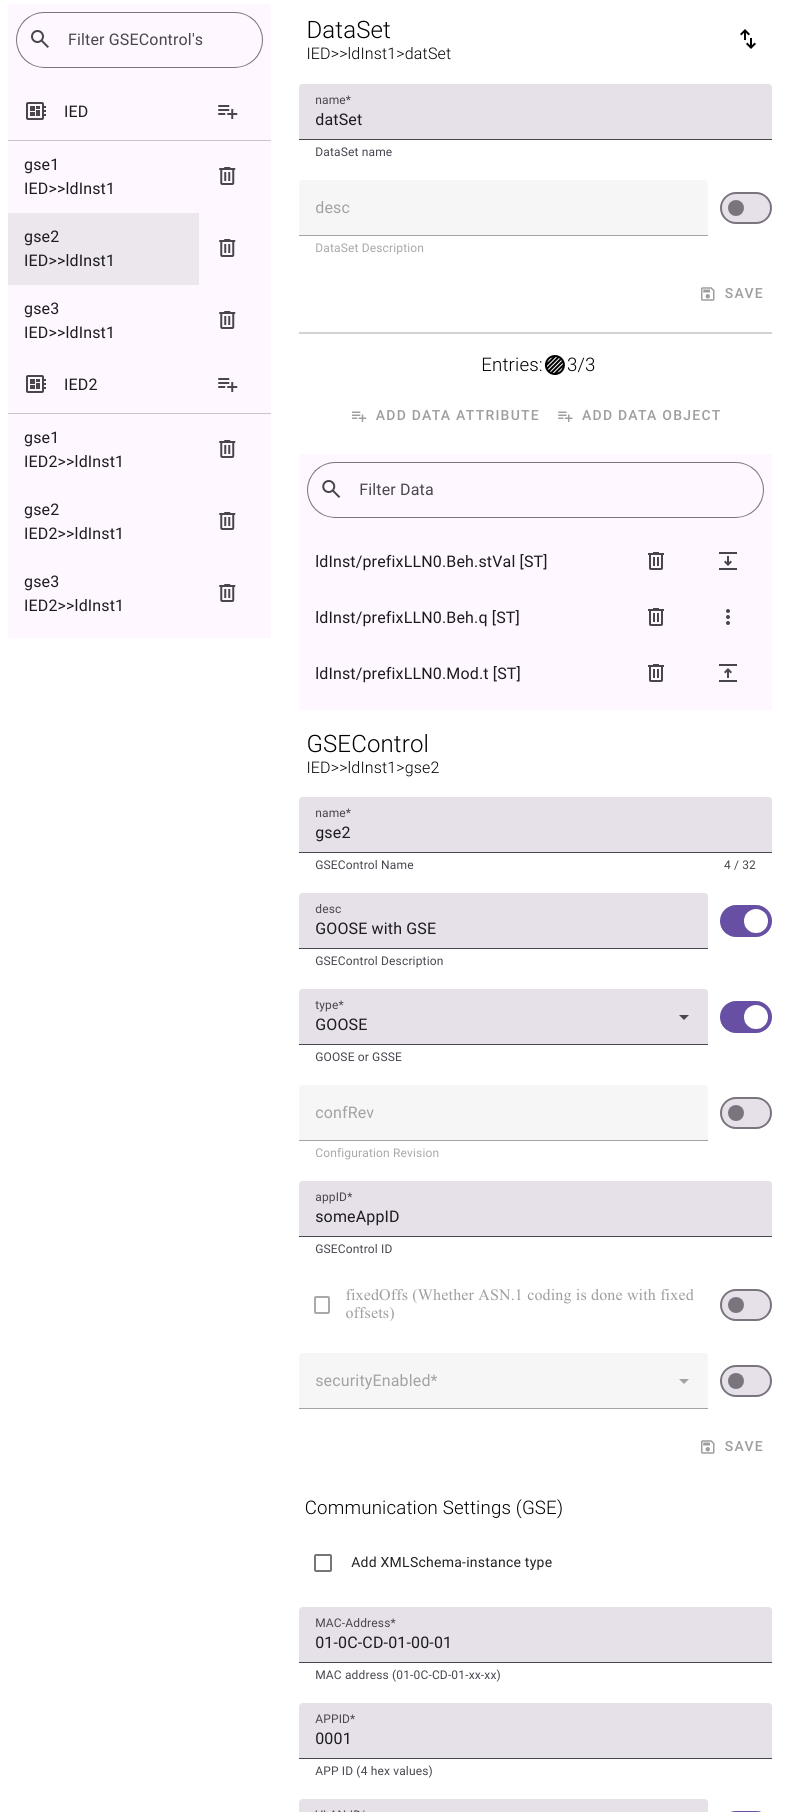 Filter GSEControl's
IED
gse1
IED>>ldInst1
gse2
IED>>ldInst1
gse3
IED>>ldInst1
IED2
gse1
IED2>>ldInst1
gse2
IED2>>ldInst1
gse3
IED2>>ldInst1
DataSet
IED>>ldInst1>datSet
name*
datSet
DataSet name
desc
DataSet Description
SAVE
Entries: 3/3
ADD DATA ATTRIBUTE ADD DATA OBJECT
Filter Data
ldInst/prefixLLN0.Beh.stVal [ST]
ldInst/prefixLLN0.Beh.q [ST]
ldInst/prefixLLN0.Mod.t [ST]
GSEControl
IED>>ldInst1>gse2
name*
gse2
GSEControl Name 4 / 32
desc
GOOSE with GSE
GSEControl Description
type*
GOOSE
GOOSE or GSSE
confRev
Configuration Revision
appID*
someAppID
GSEControl ID
fixedOffs (Whether ASN.1 coding is done with fixed
offsets)
securityEnabled*
SAVE
Communication Settings (GSE)
Add XMLSchema-instance type
MAC-Address*
01-0C-CD-01-00-01
MAC address (01-0C-CD-01-xx-xx)
APPID*
0001
APP ID (4 hex values)